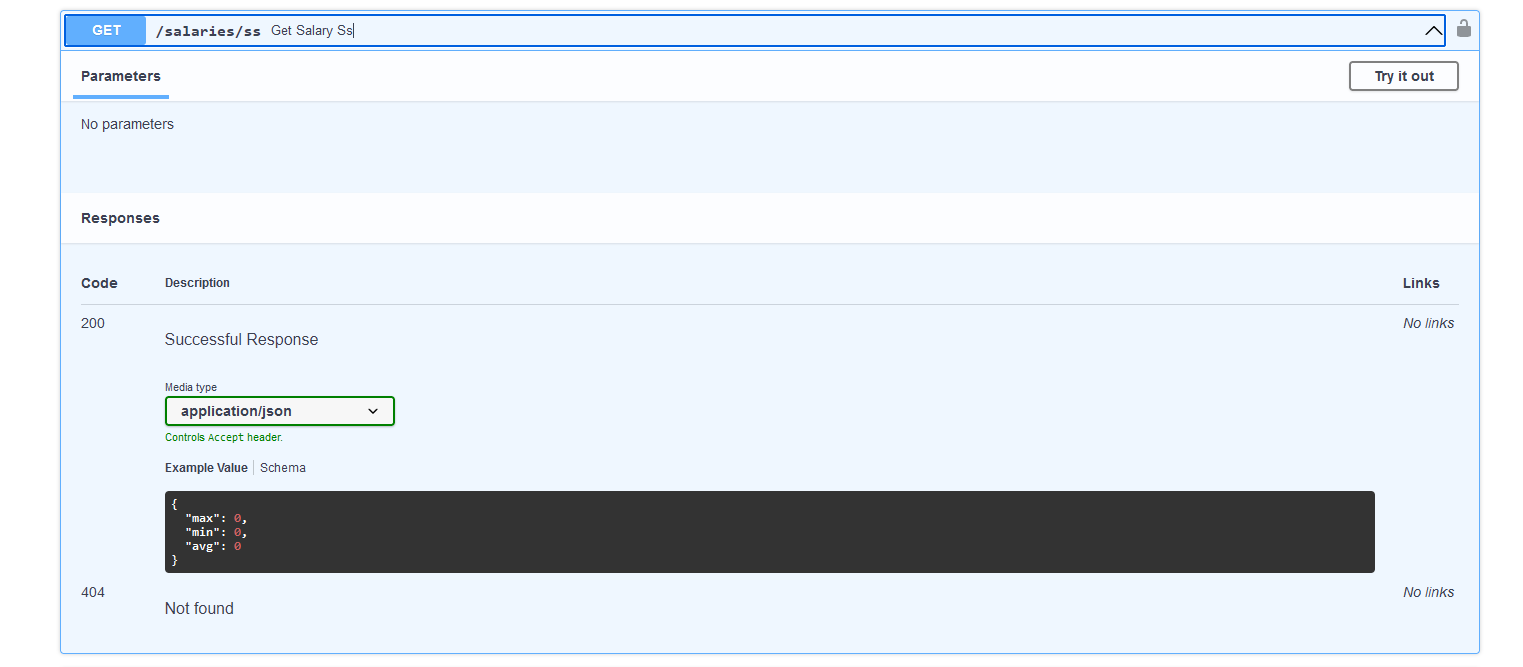 GET /salaries/ss Get Salary Ss
Parameters Try it out
No parameters
Responses
Code Description Links
200 Successful Response No links
Media type
application/json
Controls Accept header.
Example Value Schema
{
"max": 0,
"min": 0,
"avg": 0
}
404 Not found No links